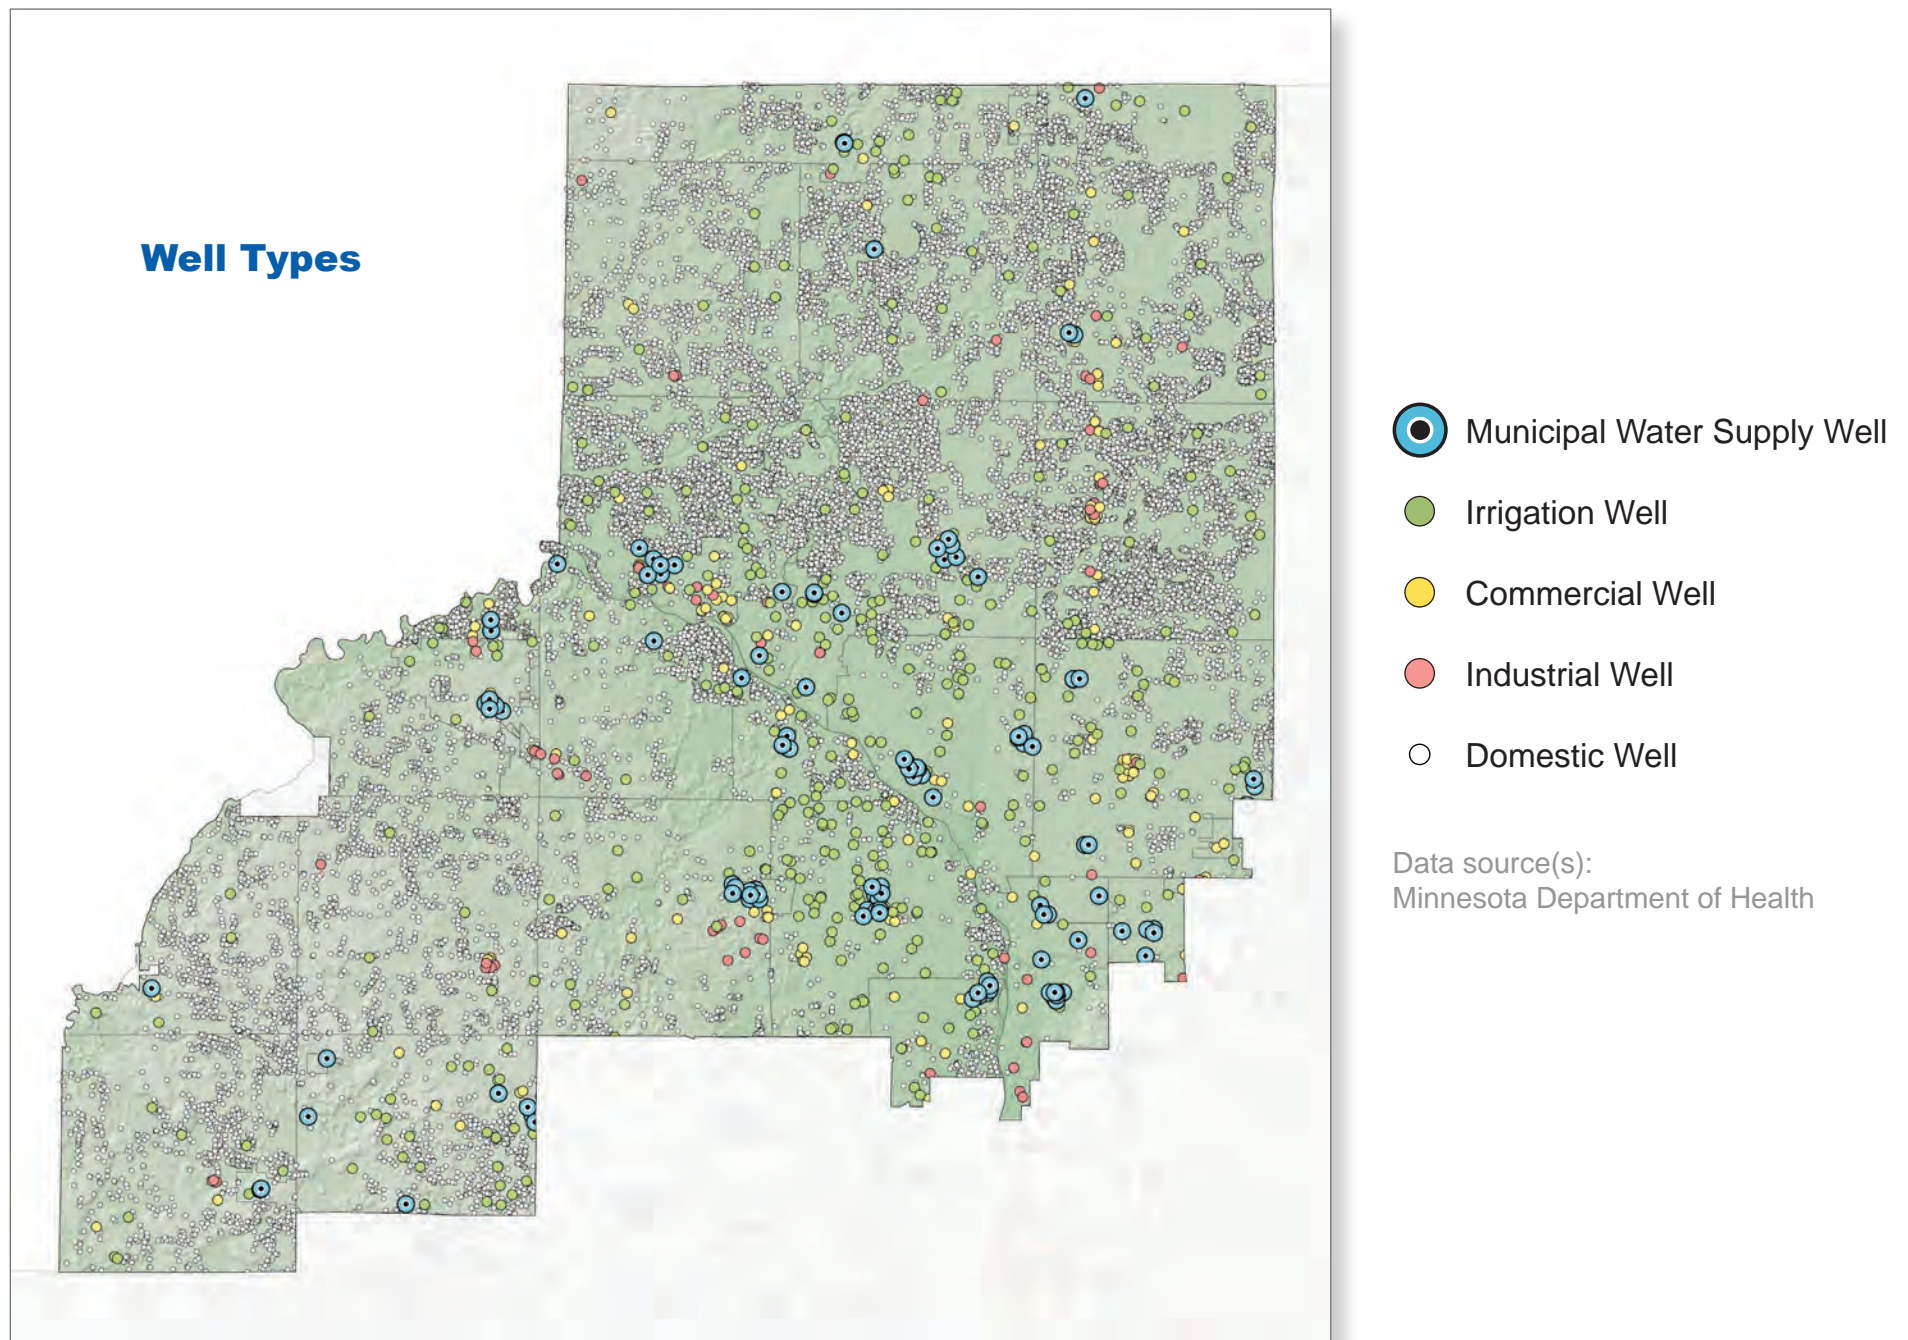 Well Types
Municipal Water Supply Well
Irrigation Well
Commercial Well
Industrial Well
Domestic Well
Data source(s):
Minnesota Department of Health